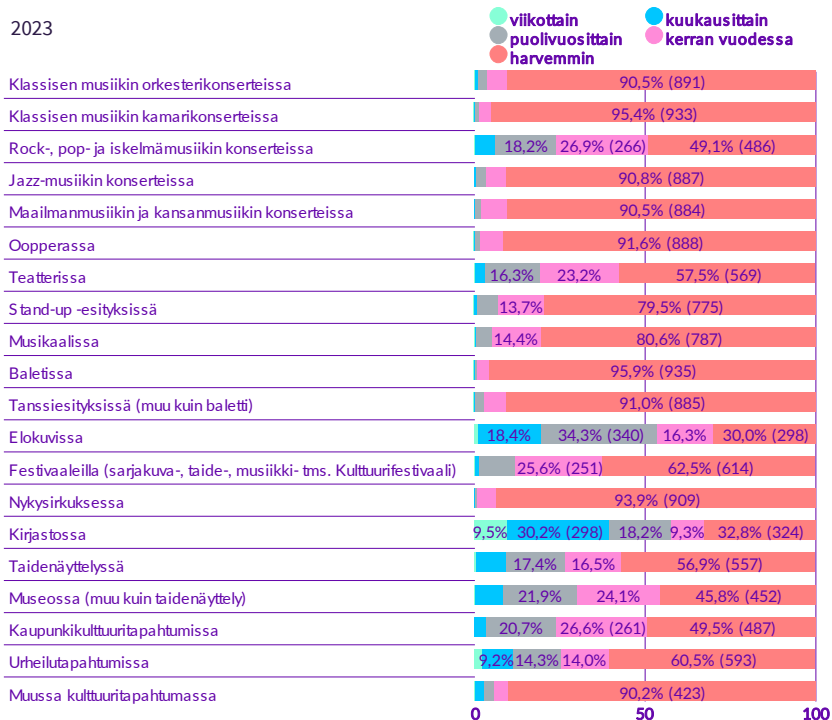 2023
viikottain
kuukausittain
puolivuosittain
kerran vuodessa
harvemmin
Klassisen musiikin orkesterikonserteissa 90,5% (891)
Klassisen musiikin kamarikonserteissa 95,4% (933)
Rock-, pop- ja iskelmämusiikin konserteissa 18,2% 26,9% (266) 49,1% (486)
Jazz-musiikin konserteissa 90,8% (887)
Maailmanmusiikin ja kansanmusiikin konserteissa 90,5% (884)
Oopperassa 91,6% (888)
Teatterissa 16,3% 23,2% 57,5% (569)
Stand-up -esityksissä 13,7% 79,5% (775)
Musikaalissa 14,4% 80,6% (787)
Baletissa 95,9% (935)
Tanssiesityksissä (muu kuin baletti) 91,0% (885)
Elokuvissa 18,4% 34,3% (340) 16,3% 30,0% (298)
Festivaaleilla (sarjakuva-, taide-, musiikki- tms. Kulttuurifestivaali) 25,6% (251) 62,5% (614)
Nykysirkuksessa 93,9% (909)
Kirjastossa 9,5% 30,2% (298) 18,2% 9,3% 32,8% (324)
Taidenäyttelyssä 17,4% 16,5% 56,9% (557)
Museossa (muu kuin taidenäyttely) 21,9% 24,1% 45,8% (452)
Kaupunkikulttuuritapahtumissa 20,7% 26,6% (261) 49,5% (487)
Urheilutapahtumissa 9,2% 14,3% 14,0% 60,5% (593)
Muussa kulttuuritapahtumassa 90,2% (423)
0 50 100